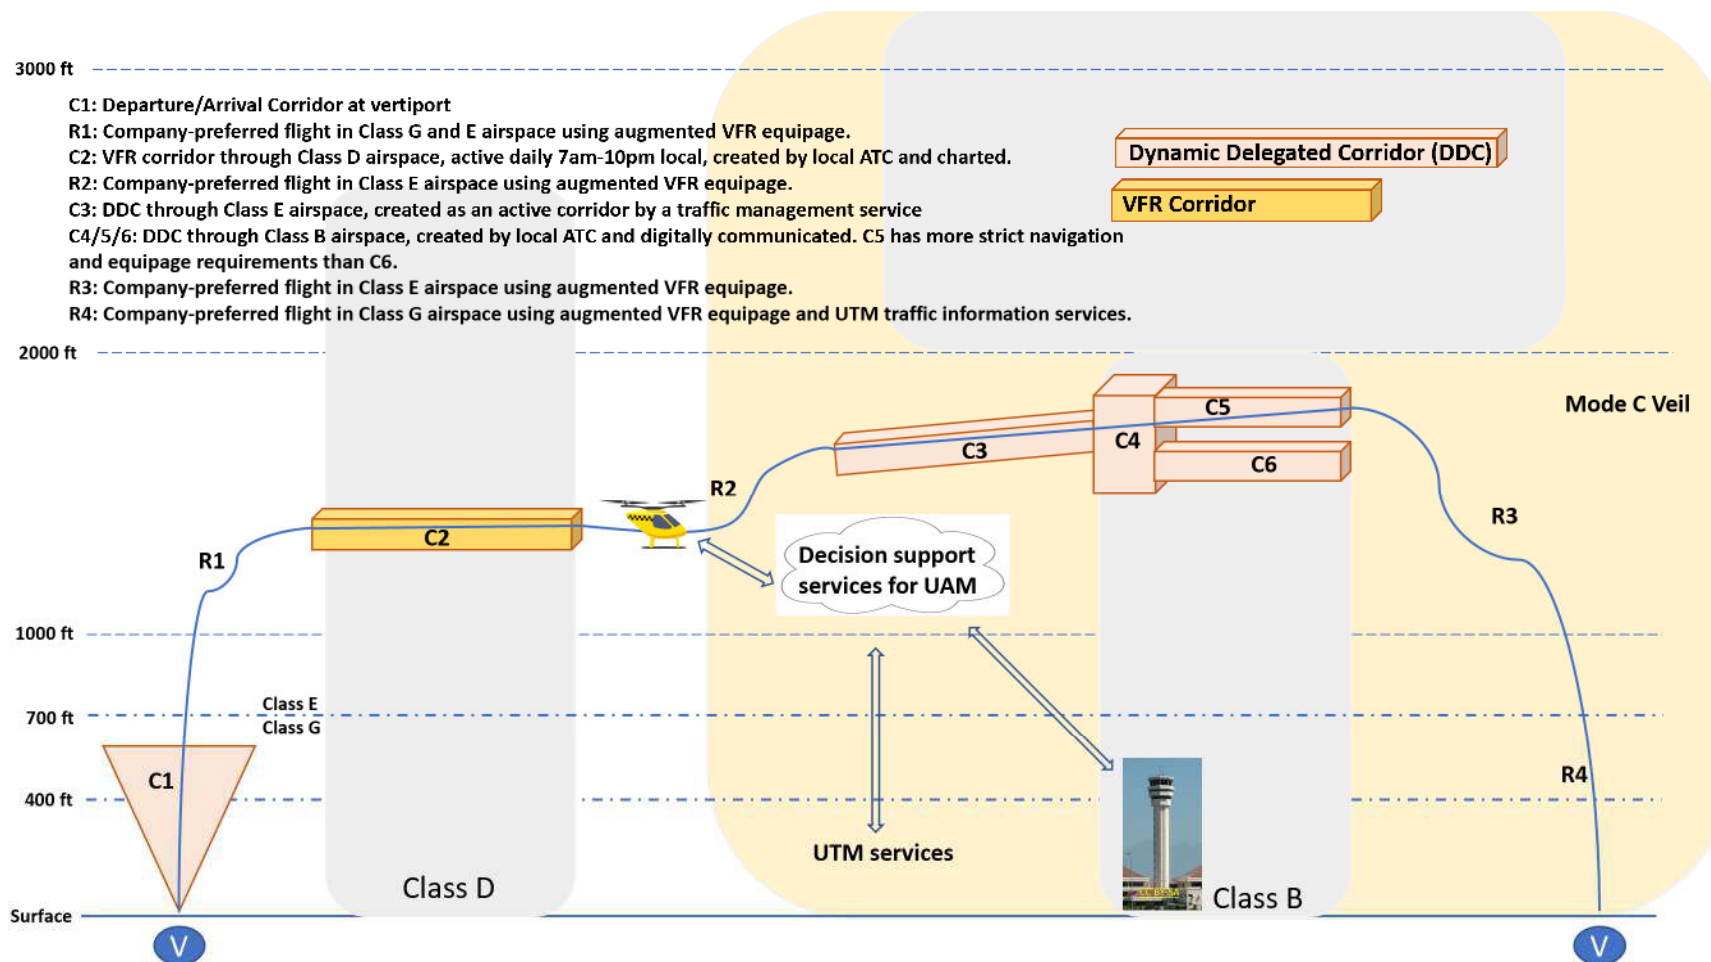 3000 ft
C1: Departure/Arrival Corridor at vertiport
R1: Company-preferred flight in Class G and E airspace using augmented VFR equipage.
C2: VFR corridor through Class D airspace, active daily 7am-10pm local, created by local ATC and charted.
R2: Company-preferred flight in Class E airspace using augmented VFR equipage.
C3: DDC through Class E airspace, created as an active corridor by a traffic management service
C4/5/6: DDC through Class B airspace, created by local ATC and digitally communicated. C5 has more strict navigation
and equipage requirements than C6.
R3: Company-preferred flight in Class E airspace using augmented VFR equipage.
R4: Company-preferred flight in Class G airspace using augmented VFR equipage and UTM traffic information services.
Dynamic Delegated Corridor (DDC)
VFR Corridor
2000 ft
Mode C Veil
C5
C4
C3
C6
R2
R3
C2
R1
Decision support
services for UAM
1000 ft
Class E
700 ft
Class G
C1
R4
400 ft
UTM services
Class D
Class B
Surface
V
V